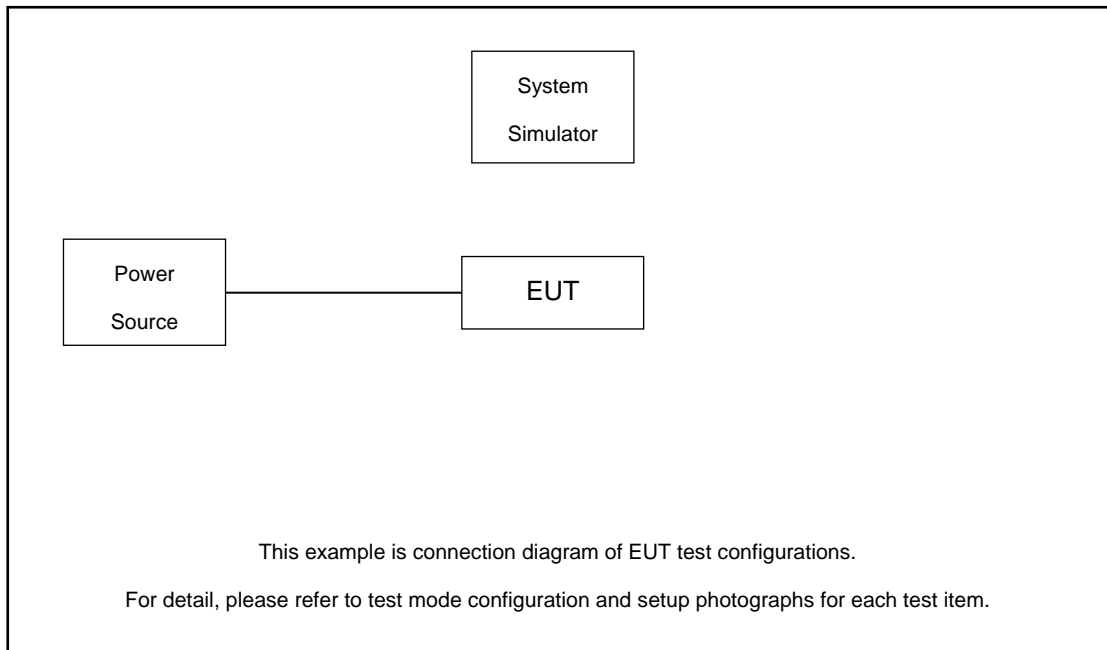 System
Simulator
Power
Source
EUT
This example is connection diagram of EUT test configurations.
For detail, please refer to test mode configuration and setup photographs for each test item.